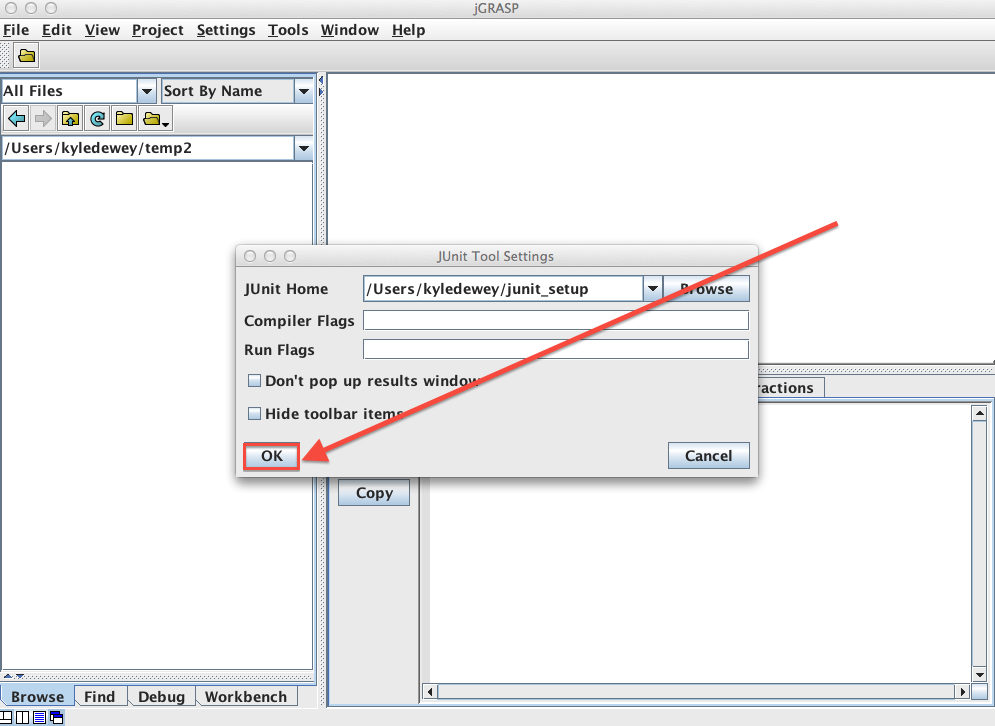 jGRASP
File Edit View Project Settings Tools Window Help
All Files
Sort By Name
/Users/kyledewey/temp2
JUnit Tool Settings
JUnit Home /Users/kyledewey/junit_setup Browse
Compiler Flags
Run Flags
Don't pop up results window
Hide toolbar items
OK Cancel
ractions
Copy
Browse Find Debug Workbench